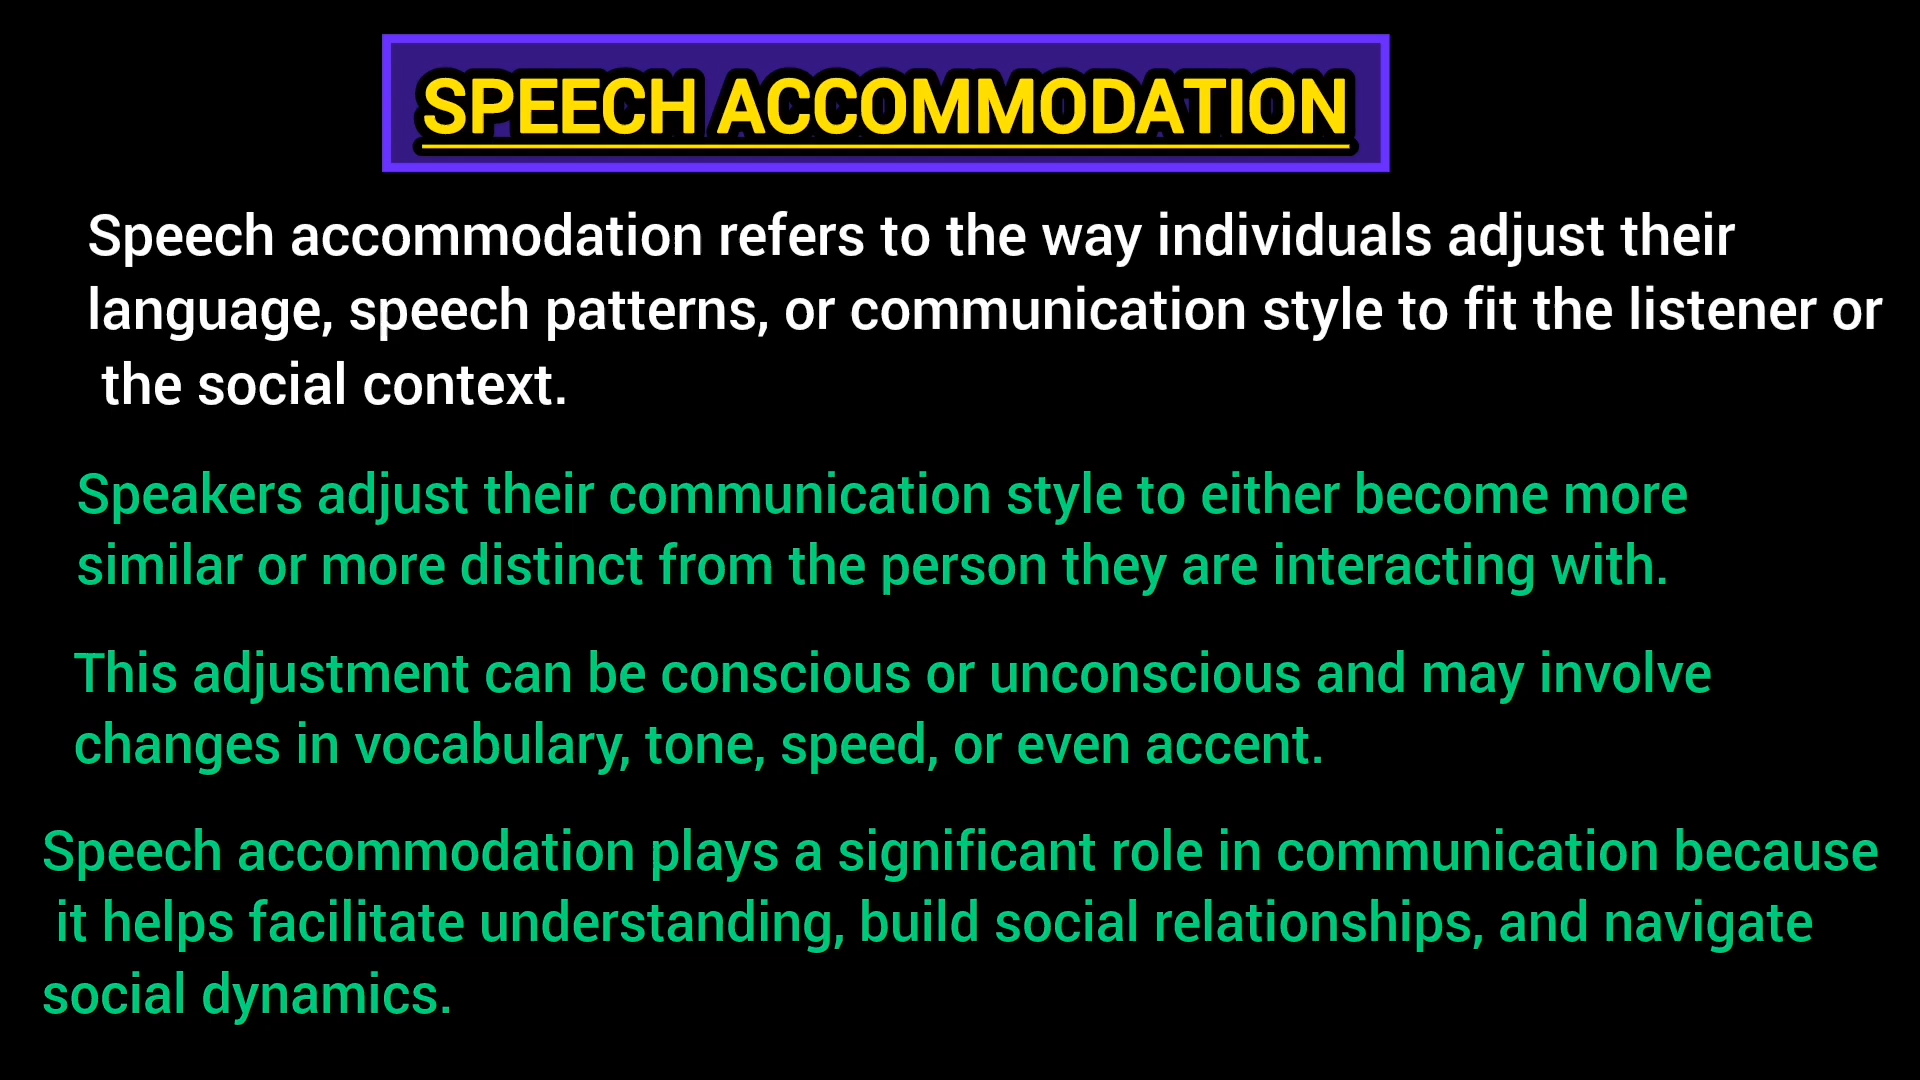 SPEECH ACCOMMODATION
Speech accommodation refers to the way individuals adjust their
language, speech patterns, or communication style to fit the listener or
the social context.
Speakers adjust their communication style to either become more
similar or more distinct from the person they are interacting with.
This adjustment can be conscious or unconscious and may involve
changes in vocabulary, tone, speed, or even accent.
Speech accommodation plays a significant role in communication because
it helps facilitate understanding, build social relationships, and navigate
social dynamics.